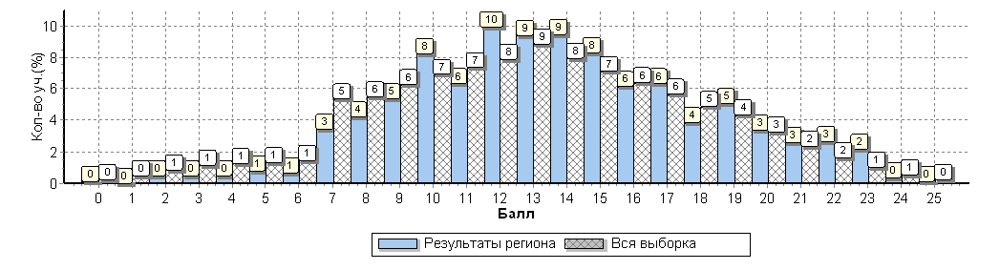 Кол-во уч.(%)
10
8
6
4
2
0
0 0 0 0 0 1 0 1 0 1 1 1 1 1 3 5 4 6 5 6 8 7 6 7 10 8 9 9 9 8 8 7 6 6 6 6 4 5 5 4 3 3 3 2 3 2 2 1 0 1 0 0
0 1 2 3 4 5 6 7 8 9 10 11 12 13 14 15 16 17 18 19 20 21 22 23 24 25
Балл
Результаты региона Вся выборка